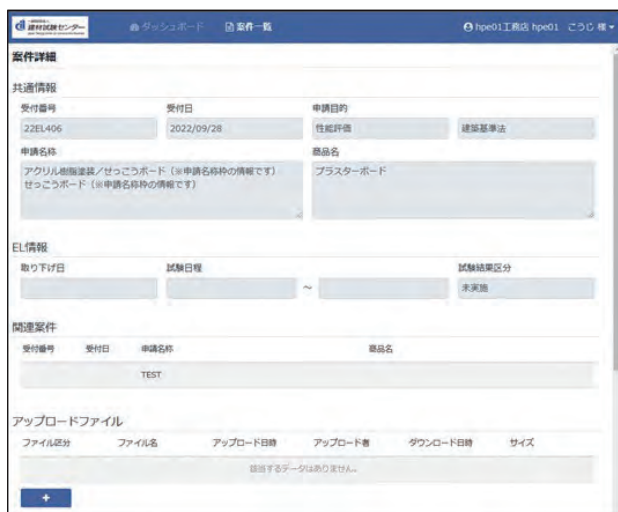 建材試験センター
ダッシュボード 案件一覧 hpe01工務店 hpe01 こうじ 様
案件詳細
共通情報
受付番号 受付日 申請目的
22EL406 2022/09/28 性能評価 建築基準法
申請名称 商品名
アクリル樹脂塗装／せっこうボード（※申請名称枠の情報です） プラスターボード
せっこうボード（※申請名称枠の情報です）
EL情報
取り下げ日 試験日程 試験結果区分
～ 未実施
関連案件
受付番号 受付日 申請名称 商品名
TEST
アップロードファイル
ファイル区分 ファイル名 アップロード日時 アップロード者 ダウンロード日時 サイズ
該当するデータはありません。
+